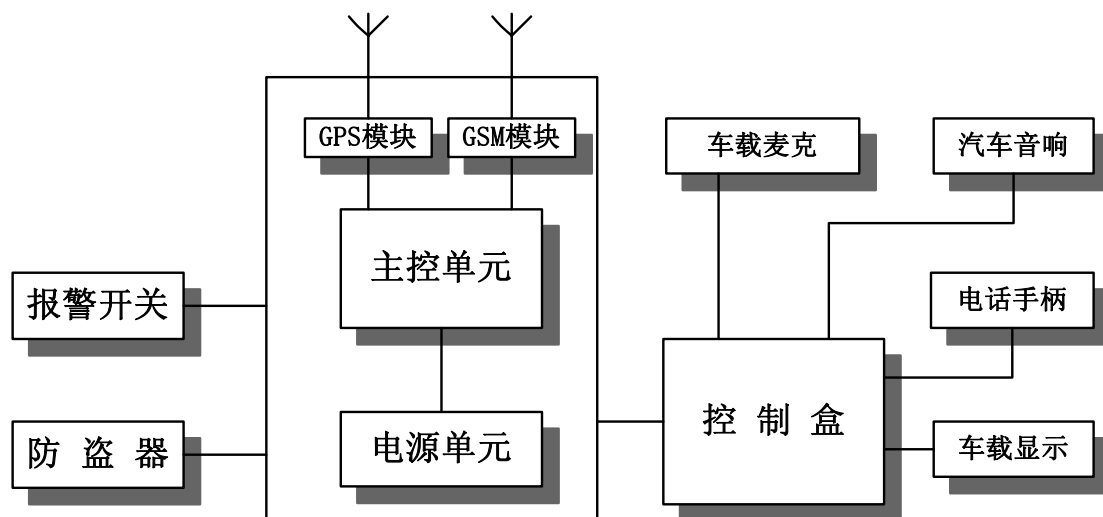 GPS模块
GSM模块
车载麦克
汽车音响
主控单元
报警开关
电话手柄
控 制 盒
电源单元
防 盗 器
车载显示